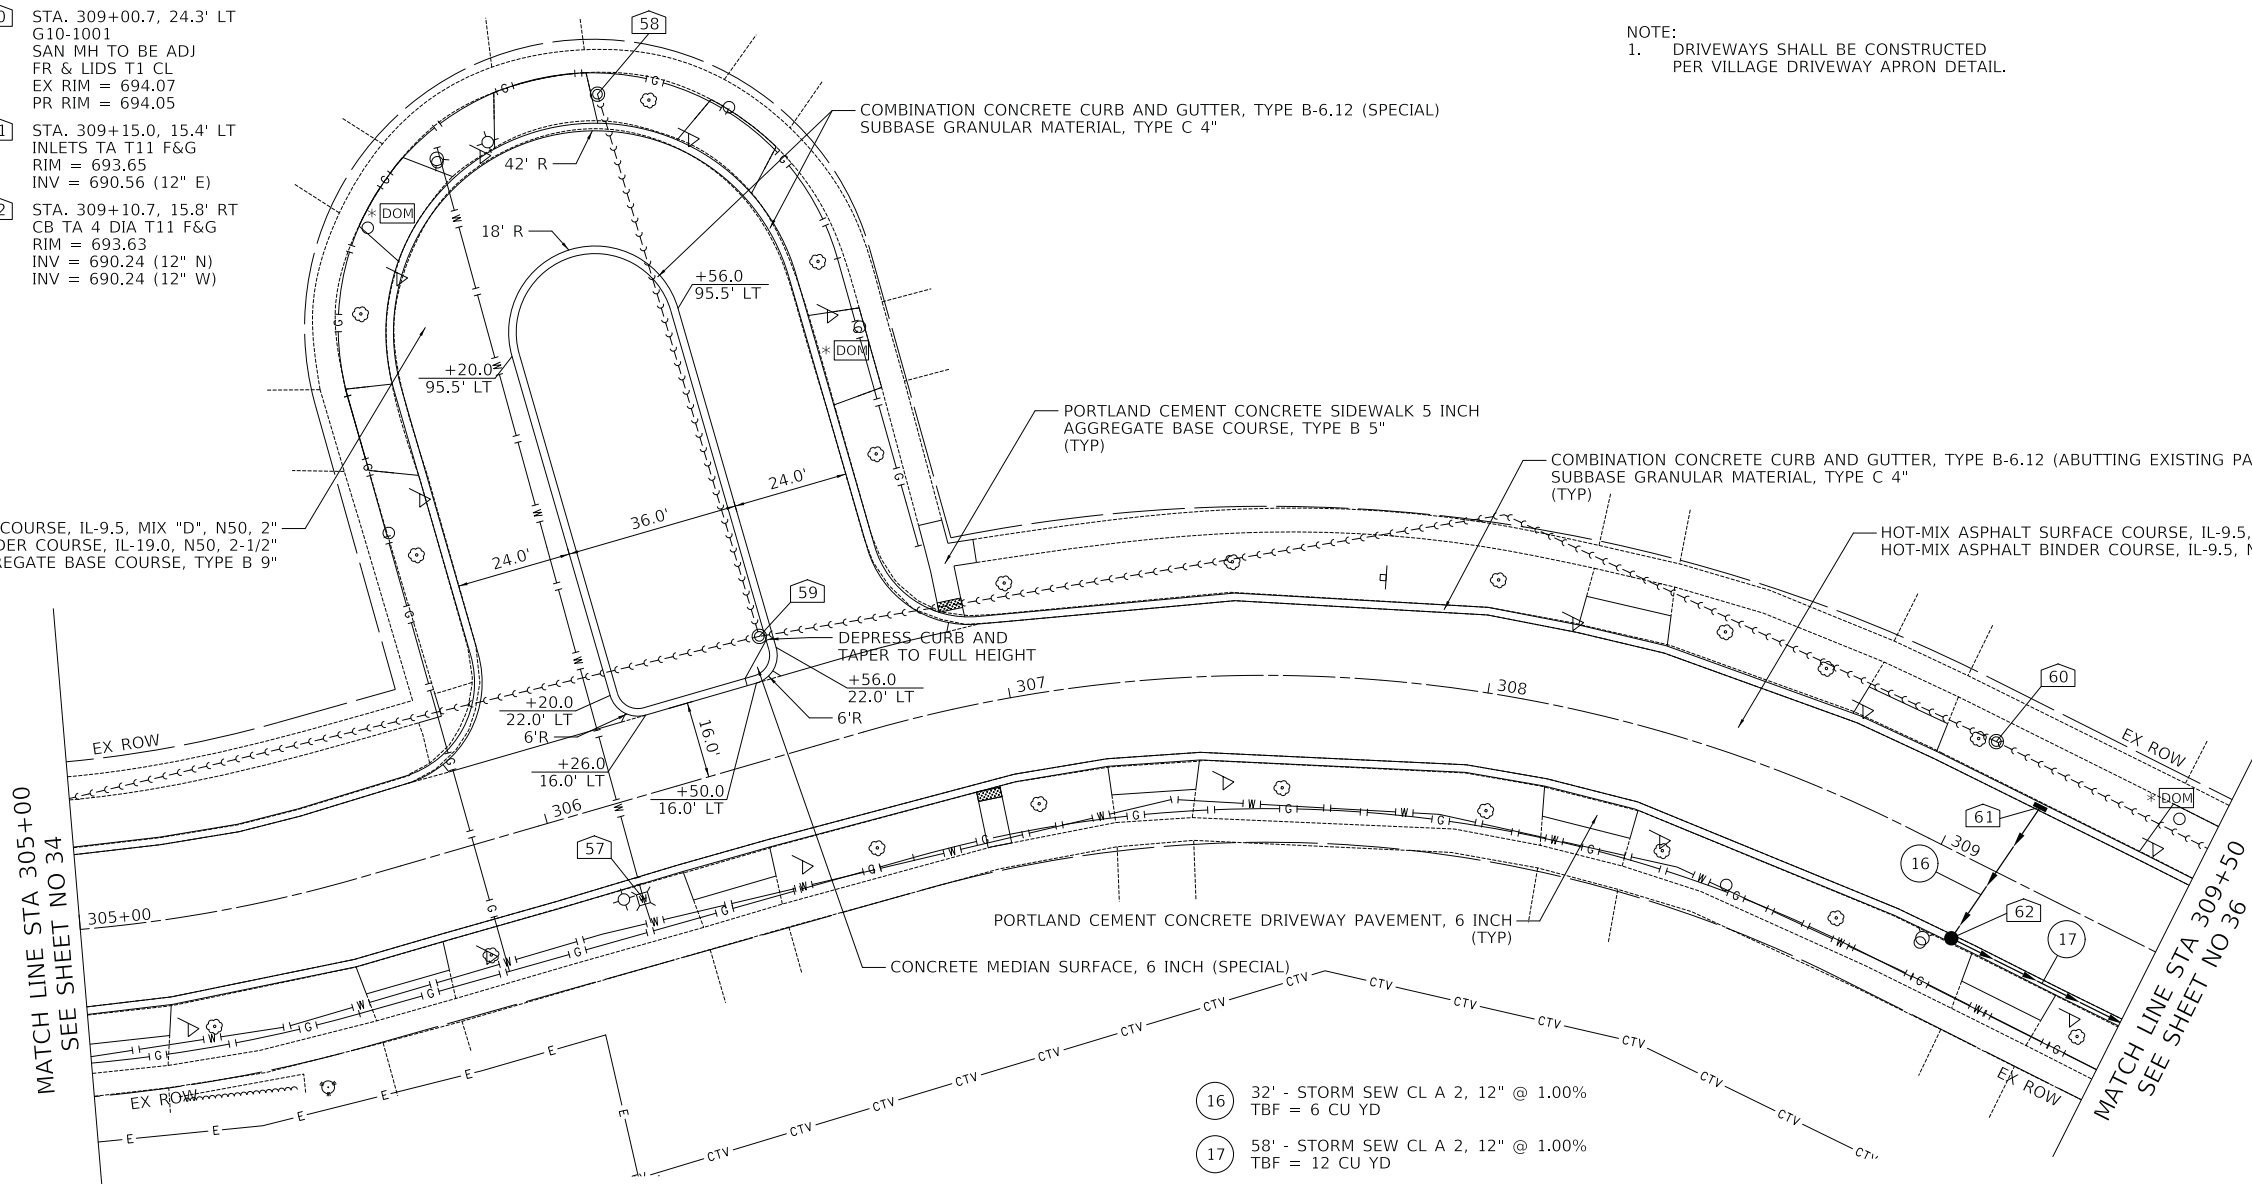 STA. 309+00.7, 24.3' LT
G10-1001
SAN MH TO BE ADJ
FR & LIDS T1 CL
EX RIM = 694.07
PR RIM = 694.05
STA. 309+15.0, 15.4' LT
INLETS TA T11 F&G
RIM = 693.65
INV = 690.56 (12" E)
STA. 309+10.7, 15.8' RT
CB TA 4 DIA T11 F&G
RIM = 693.63
INV = 690.24 (12" N)
INV = 690.24 (12" W)
58
NOTE:
1. DRIVEWAYS SHALL BE CONSTRUCTED
PER VILLAGE DRIVEWAY APRON DETAIL.
COMBINATION CONCRETE CURB AND GUTTER, TYPE B-6.12 (SPECIAL)
SUBBASE GRANULAR MATERIAL, TYPE C 4"
42' R
* DOM
18' R
+56.0
95.5' LT
* DOM
+20.0
95.5' LT
PORTLAND CEMENT CONCRETE SIDEWALK 5 INCH
AGGREGATE BASE COURSE, TYPE B 5"
(TYP)
COMBINATION CONCRETE CURB AND GUTTER, TYPE B-6.12 (ABUTTING EXISTING PA
SUBBASE GRANULAR MATERIAL, TYPE C 4"
(TYP)
24.0'
36.0'
24.0'
COURSE, IL-9.5, MIX "D", N50, 2"
DER COURSE, IL-19.0, N50, 2-1/2"
REGATE BASE COURSE, TYPE B 9"
HOT-MIX ASPHALT SURFACE COURSE, IL-9.5,
HOT-MIX ASPHALT BINDER COURSE, IL-9.5, N
59
DEPRESS CURB AND
TAPER TO FULL HEIGHT
+56.0
22.0' LT
6'R
+20.0
22.0' LT
6'R
16.0'
+26.0
16.0' LT
+50.0
16.0' LT
307
308
60
EX ROW
EX ROW
* DOM
61
309
16
306
57
305+00
MATCH LINE STA 305+00
SEE SHEET NO 34
62
17
PORTLAND CEMENT CONCRETE DRIVEWAY PAVEMENT, 6 INCH
(TYP)
CONCRETE MEDIAN SURFACE, 6 INCH (SPECIAL)
MATCH LINE STA 309+50
SEE SHEET NO 36
EX ROW
EX ROW
E E E E E E
CTV CTV CTV CTV CTV CTV CTV CTV CTV CTV CTV CTV
16 32' - STORM SEW CL A 2, 12" @ 1.00%
TBF = 6 CU YD
17 58' - STORM SEW CL A 2, 12" @ 1.00%
TBF = 12 CU YD